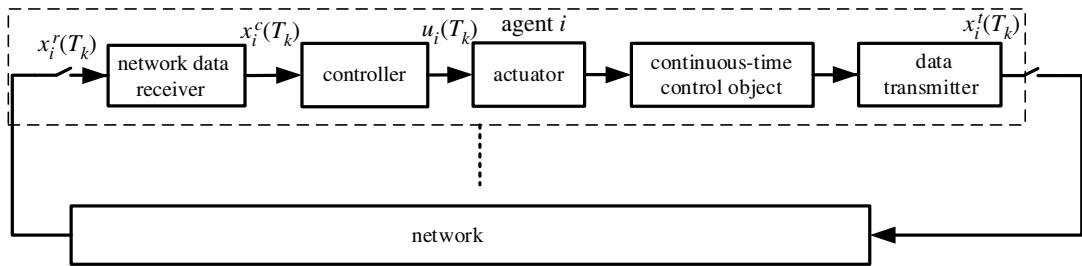 agent i
x_i^r(T_k)
network data
receiver
x_i^c(T_k)
controller
u_i(T_k)
actuator
continuous-time
control object
data
transmitter
x_i^t(T_k)
network